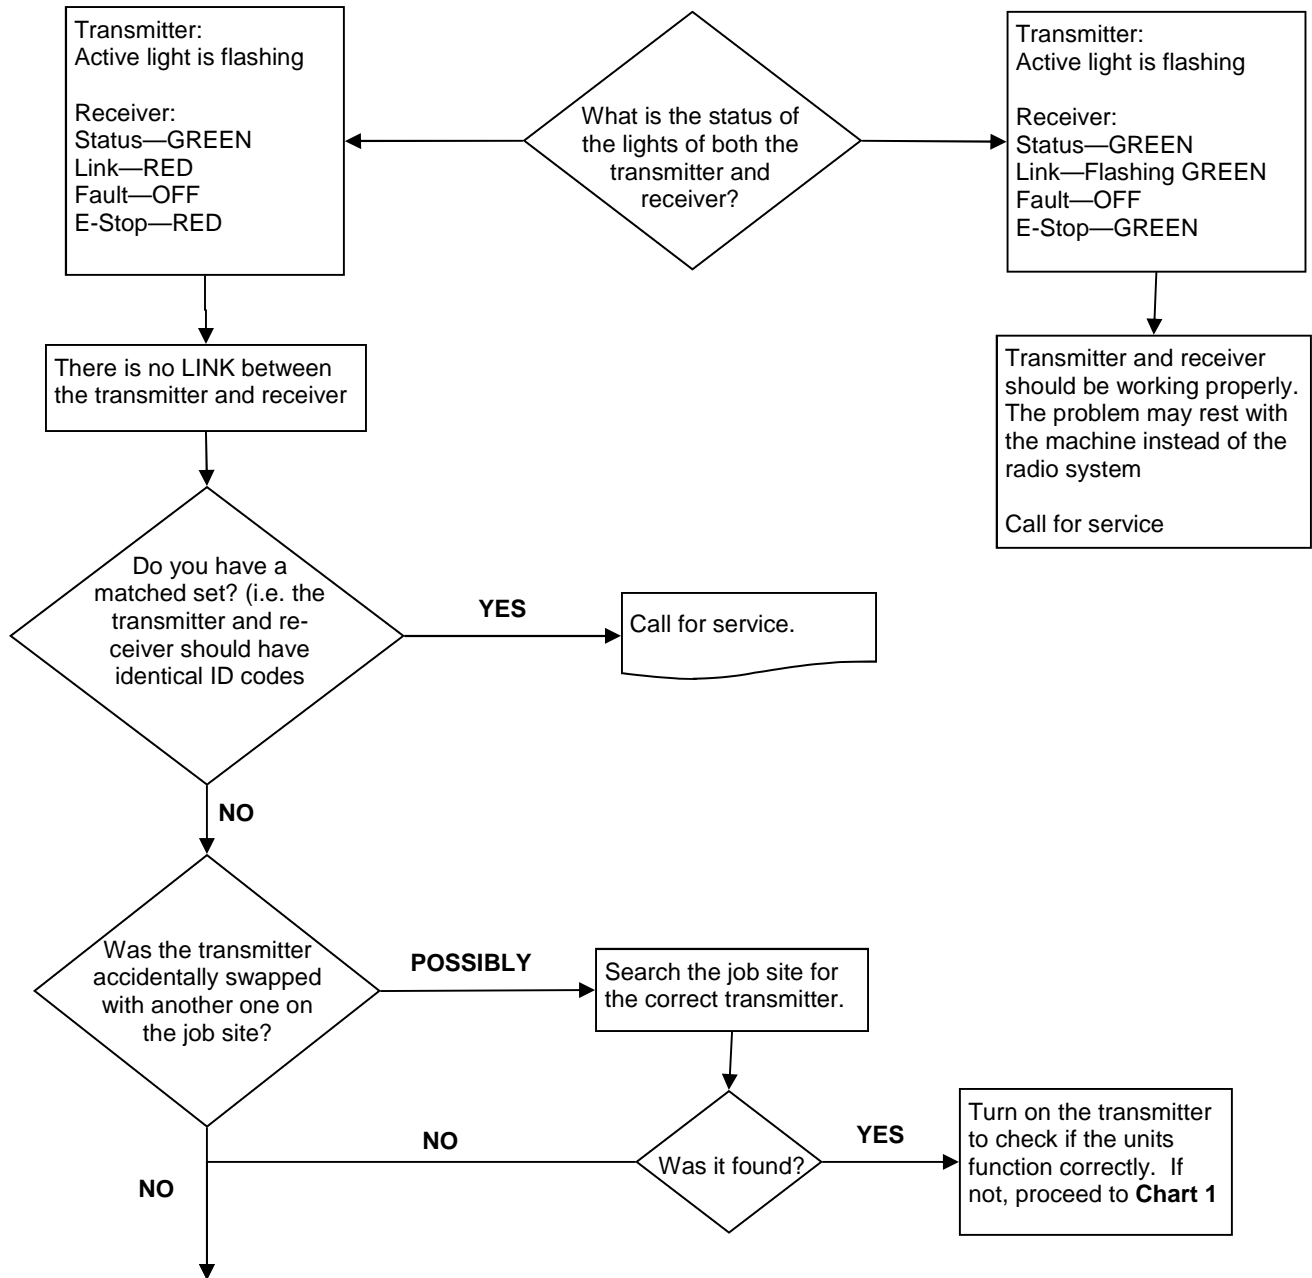 Transmitter:
Active light is flashing
Receiver:
Status—GREEN
Link—RED
Fault—OFF
E-Stop—RED
What is the status of
the lights of both the
transmitter and
receiver?
Transmitter:
Active light is flashing
Receiver:
Status—GREEN
Link—Flashing GREEN
Fault—OFF
E-Stop—GREEN
There is no LINK between
the transmitter and receiver
Transmitter and receiver
should be working properly.
The problem may rest with
the machine instead of the
radio system
Call for service
Do you have a
matched set? (i.e. the
transmitter and re-
ceiver should have
identical ID codes
YES
Call for service.
NO
Was the transmitter
accidentally swapped
with another one on
the job site?
POSSIBLY
Search the job site for
the correct transmitter.
Was it found?
YES
Turn on the transmitter
to check if the units
function correctly.  If
not, proceed to Chart 1
NO
NO